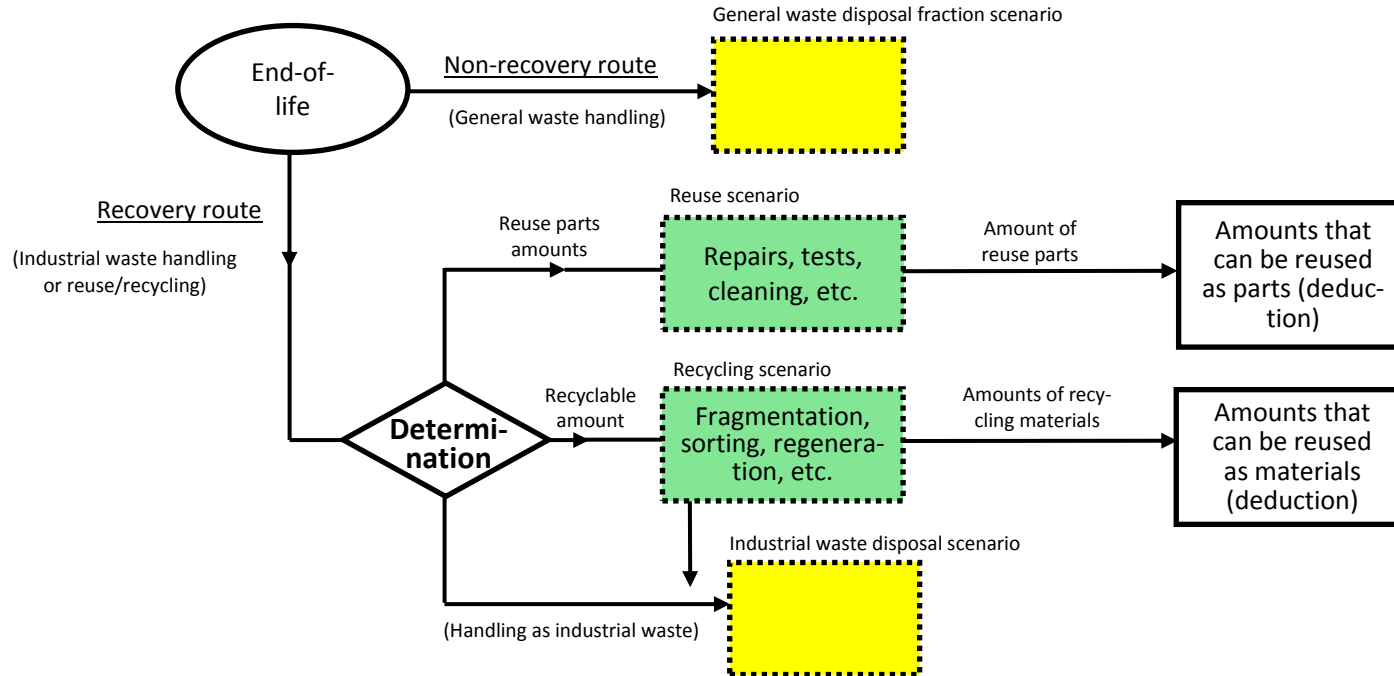 General waste disposal fraction scenario
End-of-
life
Non-recovery route
(General waste handling)
Recovery route
(Industrial waste handling
or reuse/recycling)
Reuse parts
amounts
Reuse scenario
Repairs, tests,
cleaning, etc.
Amount of
reuse parts
Amounts that
can be reused
as parts (deduc-
tion)
Determi-
nation
Recyclable
amount
Recycling scenario
Fragmentation,
sorting, regenera-
tion, etc.
Amounts of recy-
cling materials
Amounts that
can be reused
as materials
(deduction)
Industrial waste disposal scenario
(Handling as industrial waste)